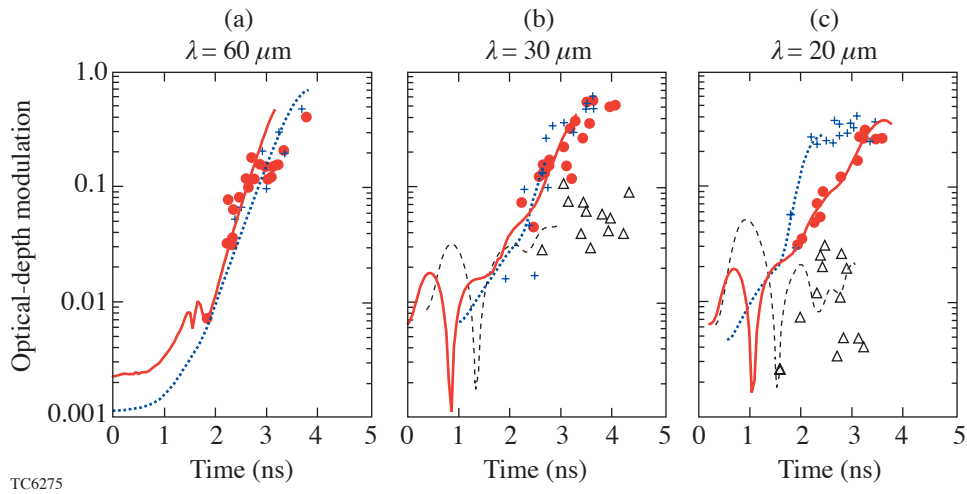 (a) (b) (c)
λ = 60 μm λ = 30 μm λ = 20 μm
1.0
0.1
0.01
0.001
Optical-depth modulation
0 1 2 3 4 5 0 1 2 3 4 5 0 1 2 3 4 5
Time (ns) Time (ns) Time (ns)
TC6275